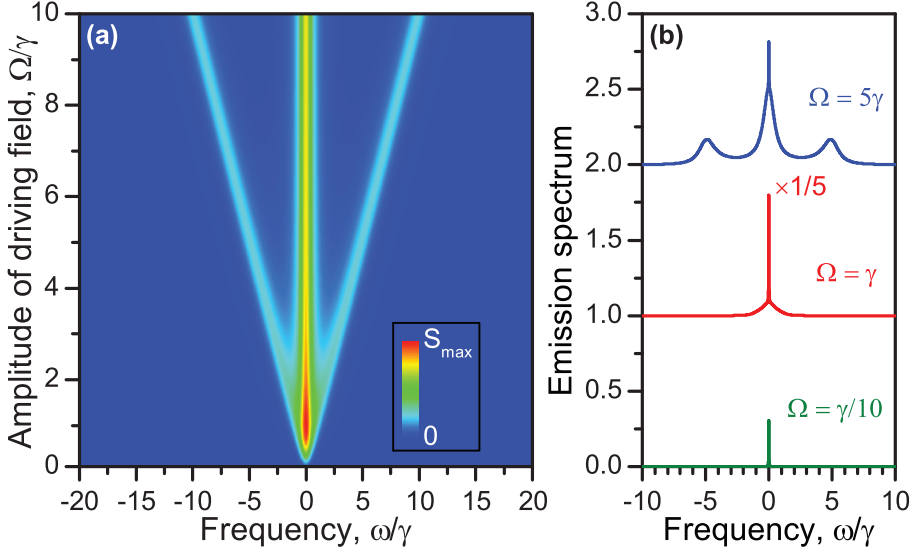 (a)
Amplitude of driving field, Ω/γ
10
8
6
4
2
0
-20
-15
-10
-5
0
5
10
15
20
Frequency, ω/γ
S_max
0
(b)
Emission spectrum
3.0
2.5
2.0
1.5
1.0
0.5
0.0
-10
-5
0
5
10
Frequency, ω/γ
Ω = 5γ
×1/5
Ω = γ
Ω = γ/10